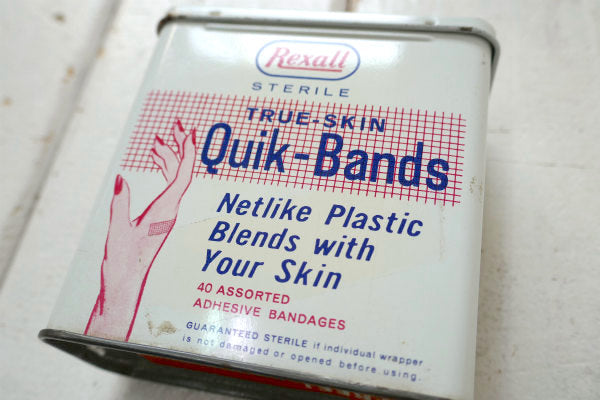 Rexall
STERILE
TRUE-SKIN
Quik-Bands
Netlike Plastic
Blends with
Your Skin
40 ASSORTED
ADHESIVE BANDAGES
GUARANTEED STERILE if individual wrapper
is not damaged or opened before using.